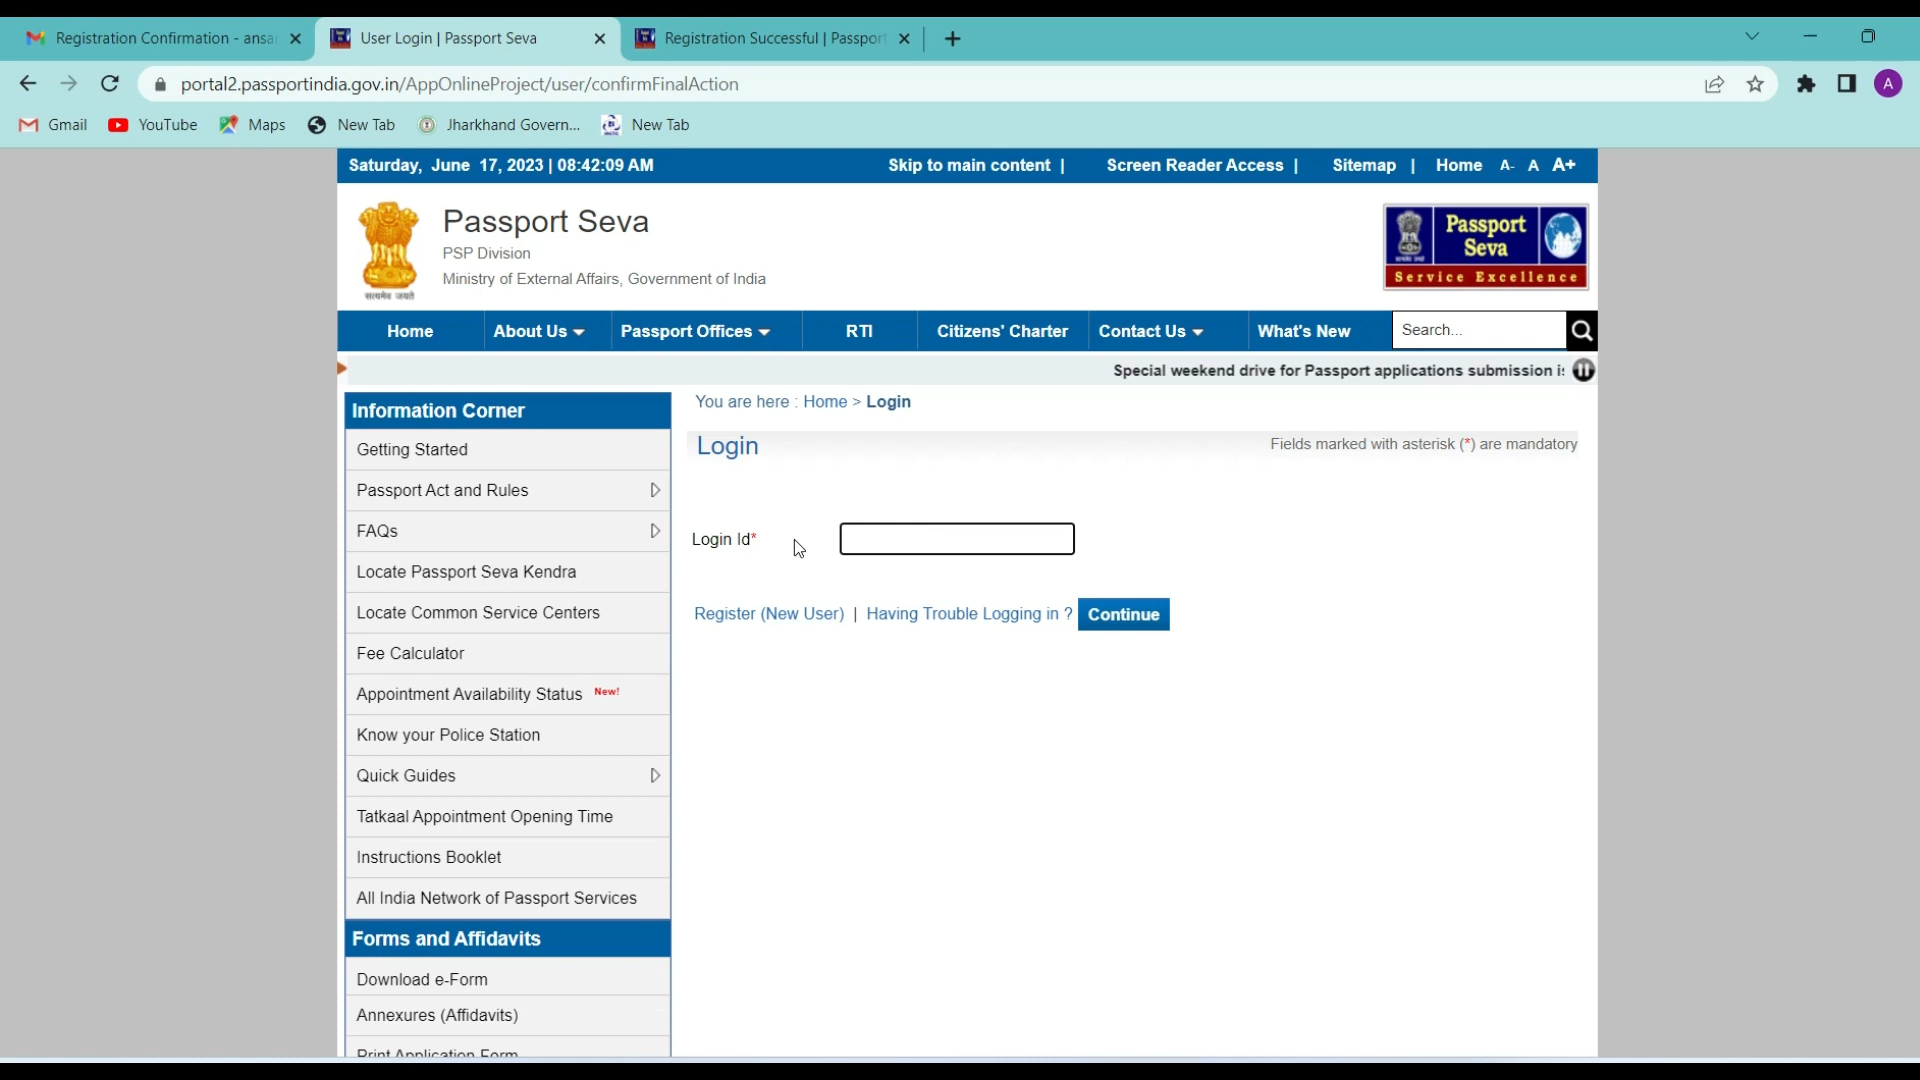 Registration Confirmation - ansa
User Login | Passport Seva
Registration Successful | Passport
portal2.passportindia.gov.in/AppOnlineProject/user/confirmFinalAction
A
Gmail
YouTube
Maps
New Tab
Jharkhand Govern...
New Tab
Saturday, June 17, 2023 | 08:42:09 AM
Skip to main content |
Screen Reader Access |
Sitemap |
Home
A- A A+
Passport Seva
PSP Division
Ministry of External Affairs, Government of India
सत्यमेव जयते
Passport
Seva
Service Excellence
Home
About Us
Passport Offices
RTI
Citizens' Charter
Contact Us
What's New
Search...
Special weekend drive for Passport applications submission i
Information Corner
Getting Started
Passport Act and Rules
FAQs
Locate Passport Seva Kendra
Locate Common Service Centers
Fee Calculator
Appointment Availability Status New!
Know your Police Station
Quick Guides
Tatkaal Appointment Opening Time
Instructions Booklet
All India Network of Passport Services
Forms and Affidavits
Download e-Form
Annexures (Affidavits)
Print Application Form
You are here : Home > Login
Login
Fields marked with asterisk (*) are mandatory
Login Id*
Register (New User) | Having Trouble Logging in ?
Continue